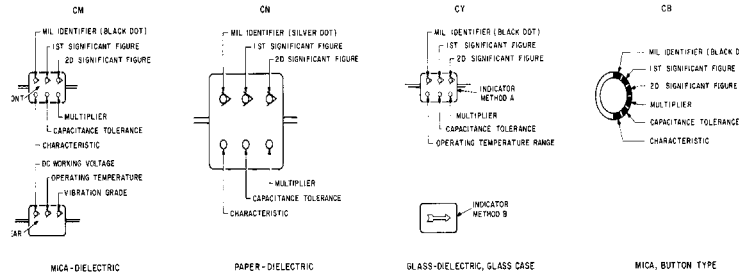 CM
MIL IDENTIFIER (BLACK DOT)
1ST SIGNIFICANT FIGURE
2D SIGNIFICANT FIGURE
MULTIPLIER
CAPACITANCE TOLERANCE
CHARACTERISTIC
DC WORKING VOLTAGE
OPERATING TEMPERATURE
VIBRATION GRADE
MICA-DIELECTRIC
CN
MIL IDENTIFIER (SILVER DOT)
1ST SIGNIFICANT FIGURE
2D SIGNIFICANT FIGURE
MULTIPLIER
CAPACITANCE TOLERANCE
CHARACTERISTIC
PAPER-DIELECTRIC
CY
MIL IDENTIFIER (BLACK DOT)
1ST SIGNIFICANT FIGURE
2D SIGNIFICANT FIGURE
INDICATOR
METHOD A
MULTIPLIER
CAPACITANCE TOLERANCE
OPERATING TEMPERATURE RANGE
INDICATOR
METHOD B
GLASS-DIELECTRIC, GLASS CASE
CB
MIL IDENTIFIER (BLACK D
1ST SIGNIFICANT FIGURE
2D SIGNIFICANT FIGURE
MULTIPLIER
CAPACITANCE TOLERANCE
CHARACTERISTIC
MICA, BUTTON TYPE